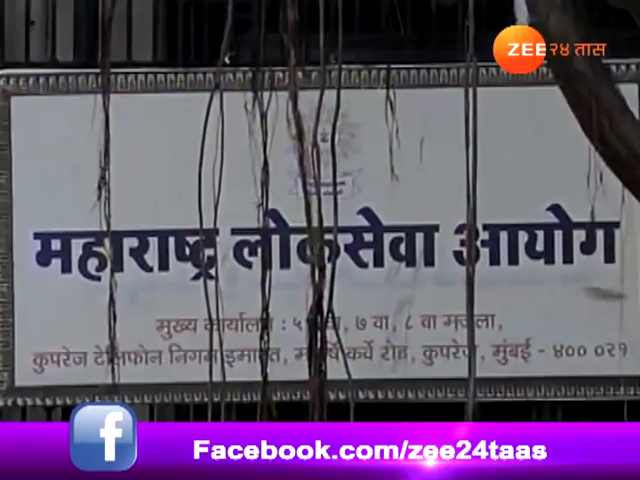 ZEE २४ तास
महाराष्ट्र लोकसेवा आयोग
मुख्य कार्यालय : ५ वा, ७ वा, ८ वा मजला,
कुपरेज टेलिफोन निगम इमारत, महर्षि कर्वे रोड, कुपरेज, मुंबई - ४०० ०२१
f
Facebook.com/zee24taas